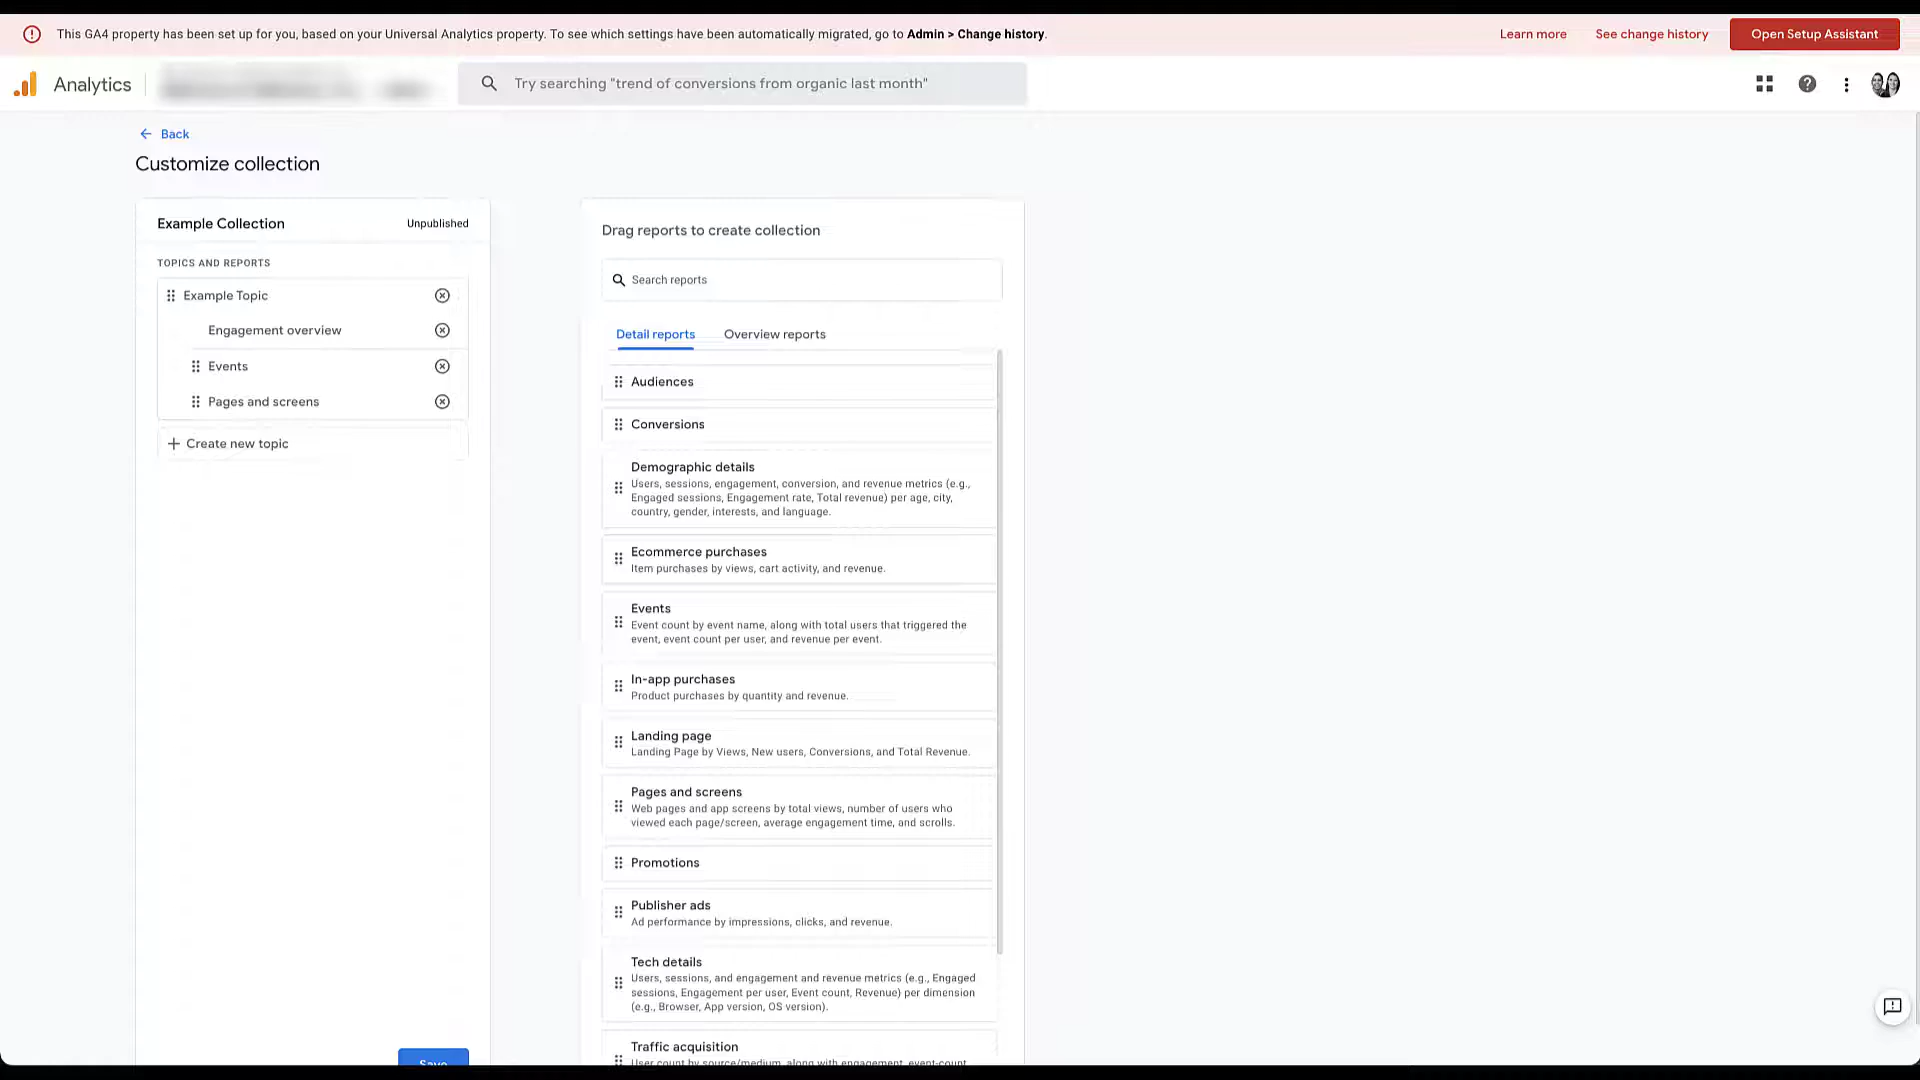 This GA4 property has been set up for you, based on your Universal Analytics property. To see which settings have been automatically migrated, go to Admin > Change history.
Learn more
See change history
Open Setup Assistant
Analytics
Try searching "trend of conversions from organic last month"
Back
Customize collection
Example Collection
Unpublished
TOPICS AND REPORTS
Example Topic
Engagement overview
Events
Pages and screens
Create new topic
Save
Drag reports to create collection
Search reports
Detail reports
Overview reports
Audiences
Conversions
Demographic details
Users, sessions, engagement, conversion, and revenue metrics (e.g.,
Engaged sessions, Engagement rate, Total revenue) per age, city,
country, gender, interests, and language.
Ecommerce purchases
Item purchases by views, cart activity, and revenue.
Events
Event count by event name, along with total users that triggered the
event, event count per user, and revenue per event.
In-app purchases
Product purchases by quantity and revenue.
Landing page
Landing Page by Views, New users, Conversions, and Total Revenue.
Pages and screens
Web pages and app screens by total views, number of users who
viewed each page/screen, average engagement time, and scrolls.
Promotions
Publisher ads
Ad performance by impressions, clicks, and revenue.
Tech details
Users, sessions, and engagement and revenue metrics (e.g., Engaged
sessions, Engagement per user, Event count, Revenue) per dimension
(e.g., Browser, App version, OS version).
Traffic acquisition
User count by source/medium, along with engagement, event-count,